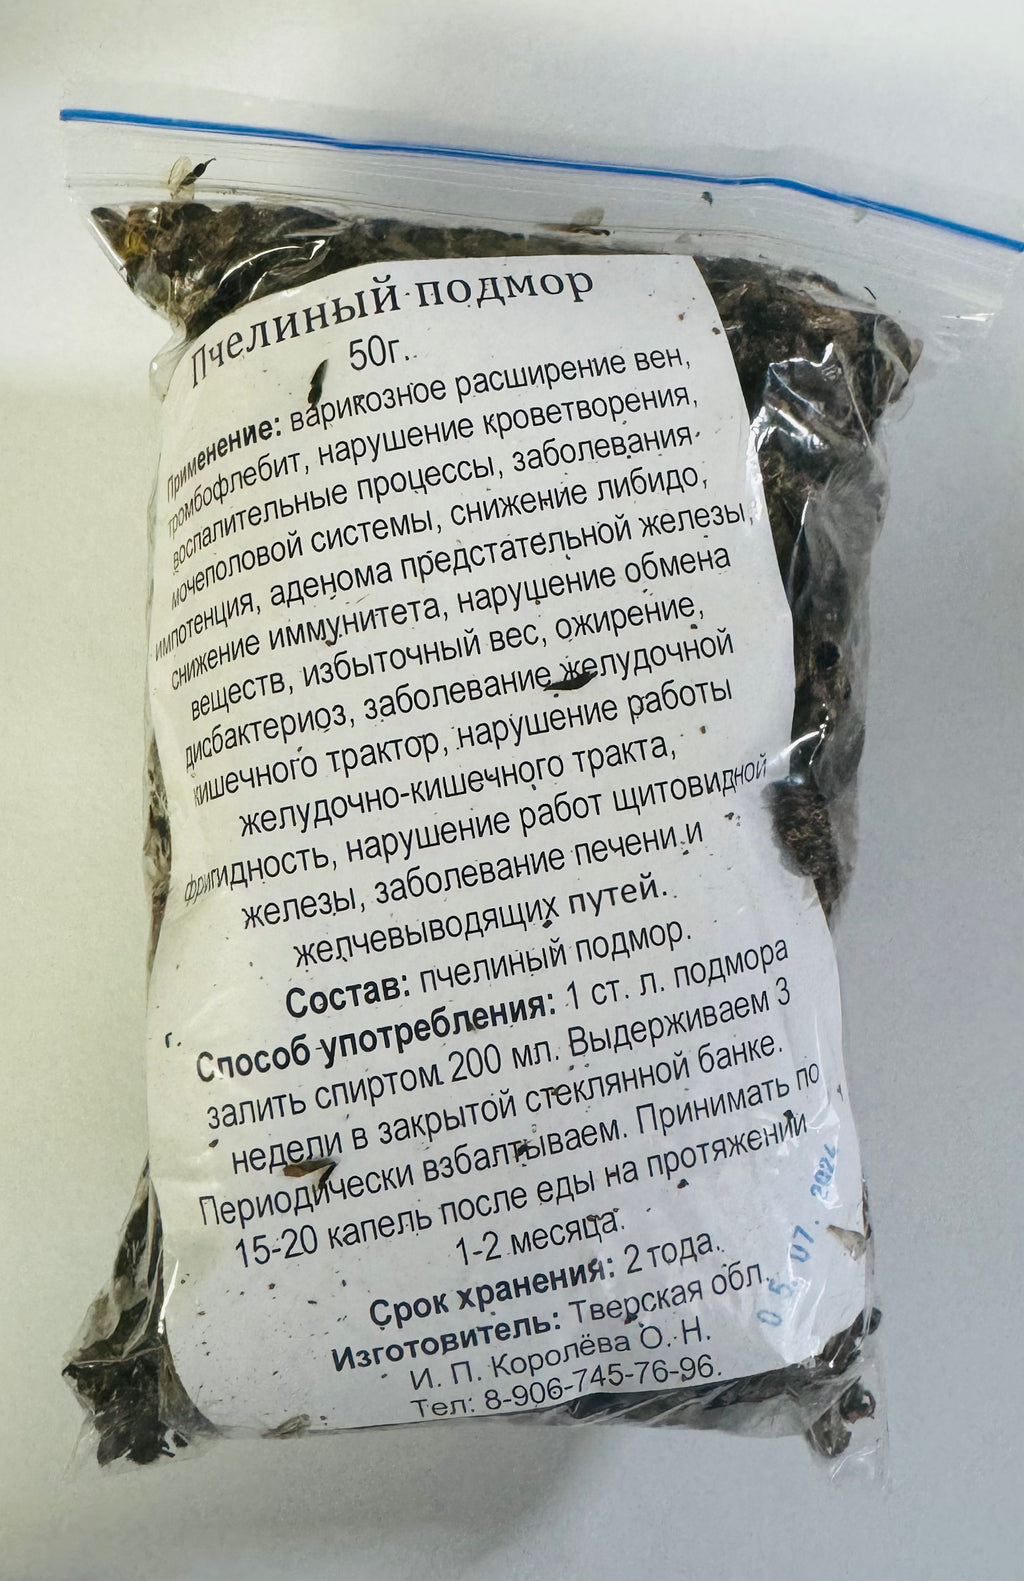 Пчелиный подмор
50г.
Применение: варикозное расширение вен,
тромбофлебит, нарушение кроветворения,
воспалительные процессы, заболевания
мочеполовой системы, снижение либидо,
импотенция, аденома предстательной железы,
снижение иммунитета, нарушение обмена
веществ, избыточный вес, ожирение,
дисбактериоз, заболевание желудочной
кишечного трактор, нарушение работы
желудочно-кишечного тракта,
фригидность, нарушение работ щитовидной
железы, заболевание печени и
желчевыводящих путей.
Состав: пчелиный подмор.
г.
Способ употребления: 1 ст. л. подмора
залить спиртом 200 мл. Выдерживаем 3
недели в закрытой стеклянной банке.
Периодически взбалтываем. Принимать по
15-20 капель после еды на протяжении
1-2 месяца.
Срок хранения: 2 года.
Изготовитель: Тверская обл.
И. П. Королёва О. Н.
Тел: 8-906-745-76-96.
05. 07. 2024